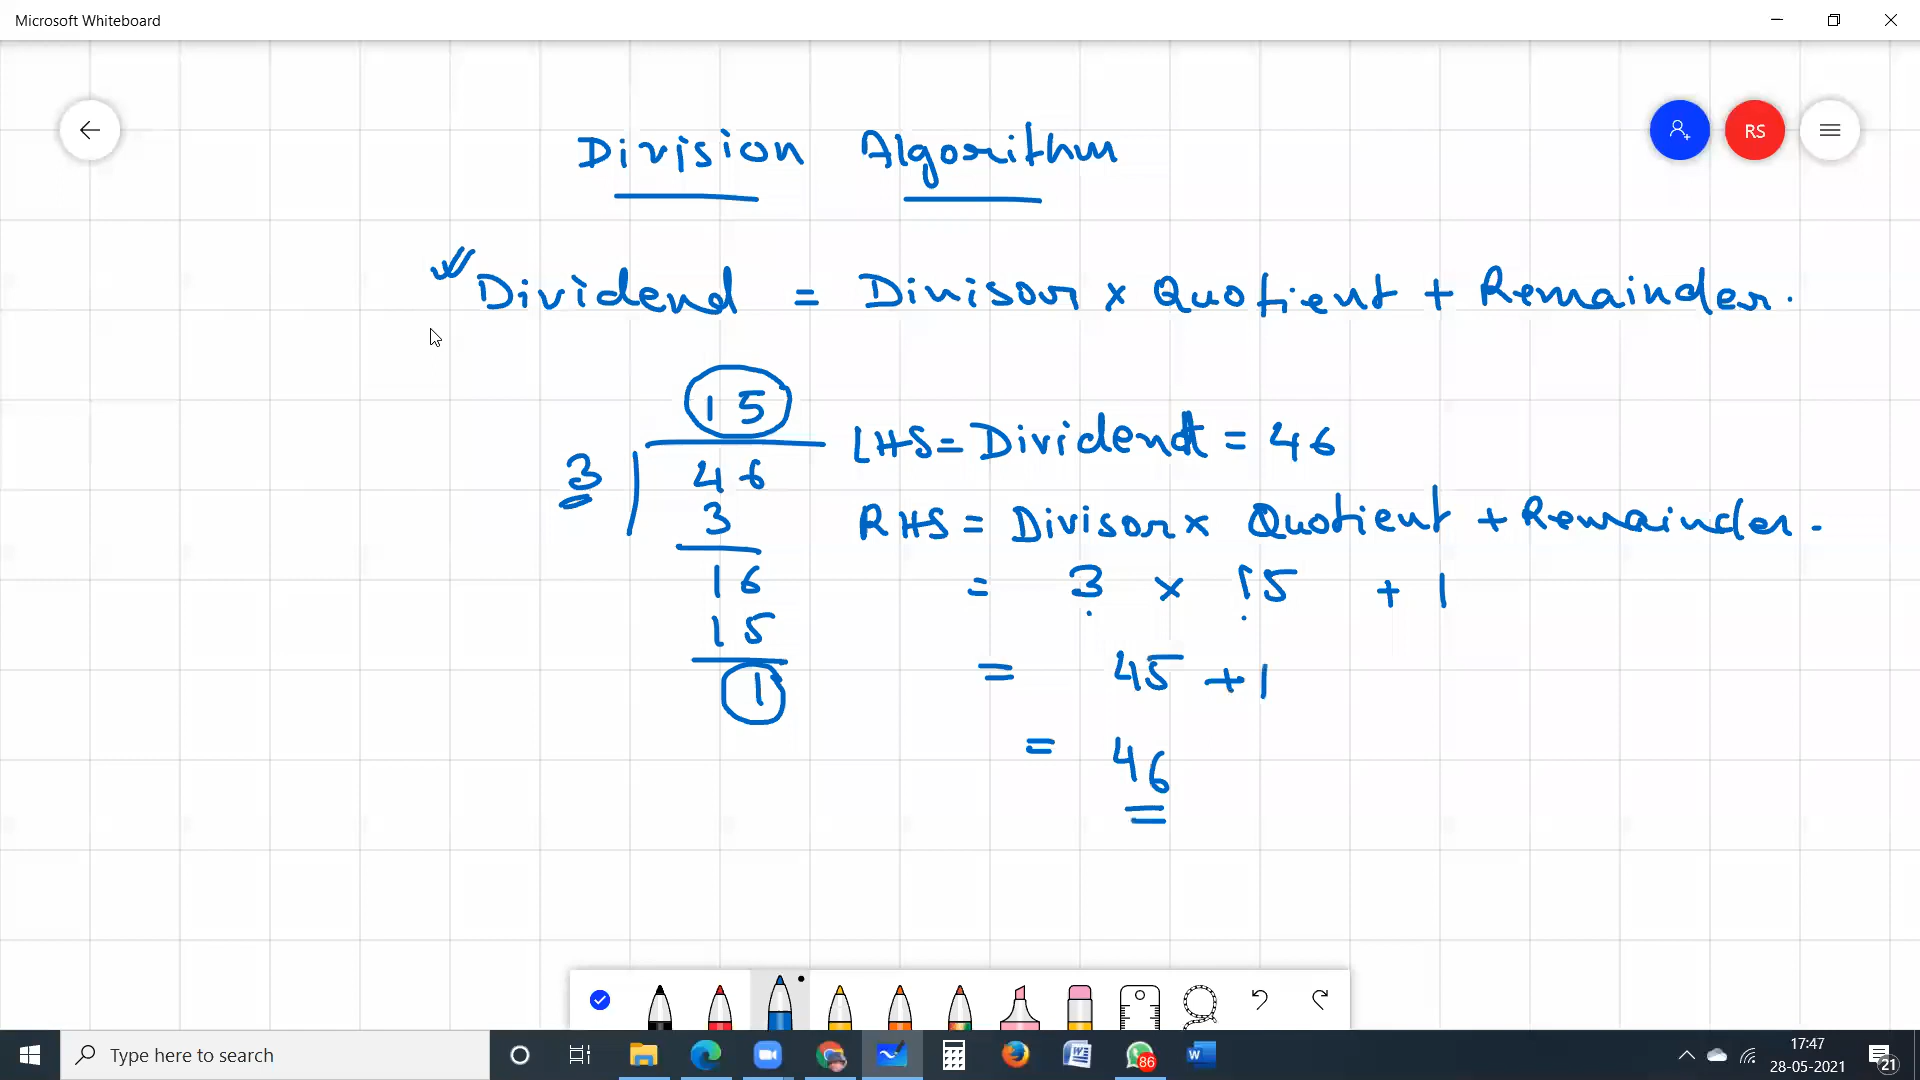 Microsoft Whiteboard
RS
Division Algorithm
Dividend = Divisor x Quotient + Remainder.
15
3 46
3
16
15
1
LHS = Dividend = 46
RHS = Divisor x Quotient + Remainder.
= 3 x 15 + 1
= 45 + 1
= 46
Type here to search
86
17:47
28-05-2021
21